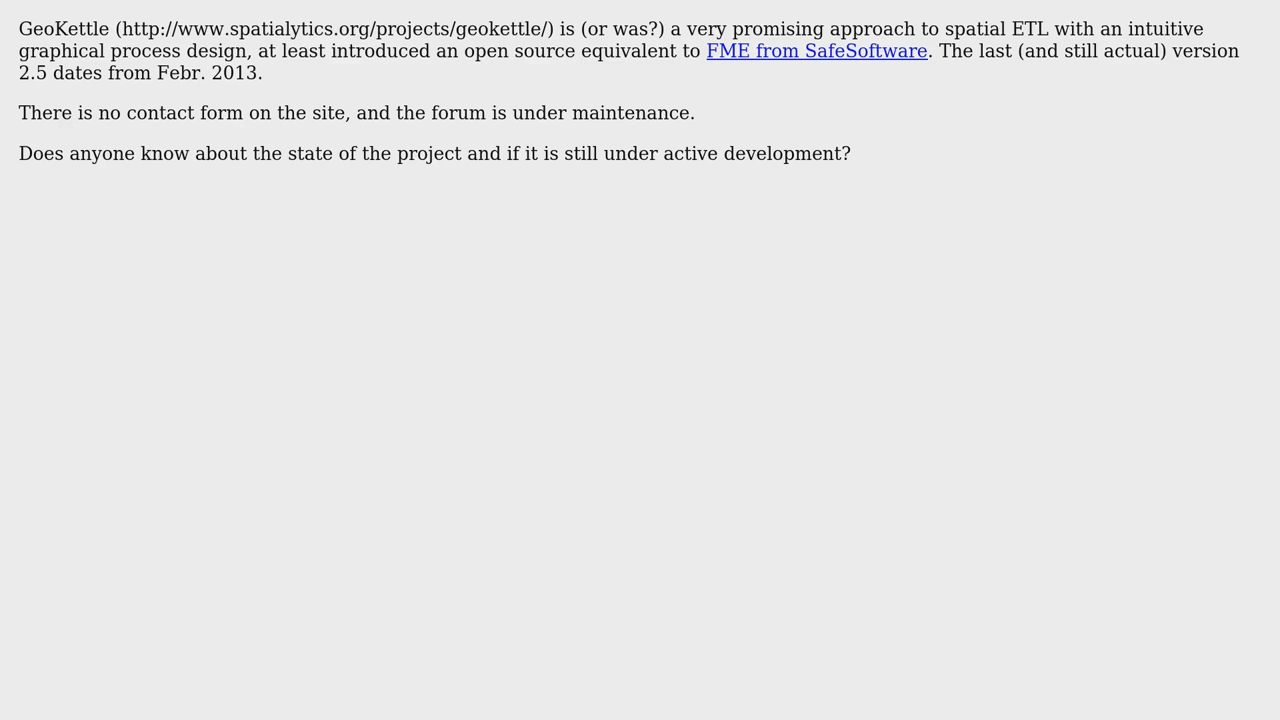 GeoKettle (http://www.spatialytics.org/projects/geokettle/) is (or was?) a very promising approach to spatial ETL with an intuitive
graphical process design, at least introduced an open source equivalent to FME from SafeSoftware. The last (and still actual) version
2.5 dates from Febr. 2013.
There is no contact form on the site, and the forum is under maintenance.
Does anyone know about the state of the project and if it is still under active development?